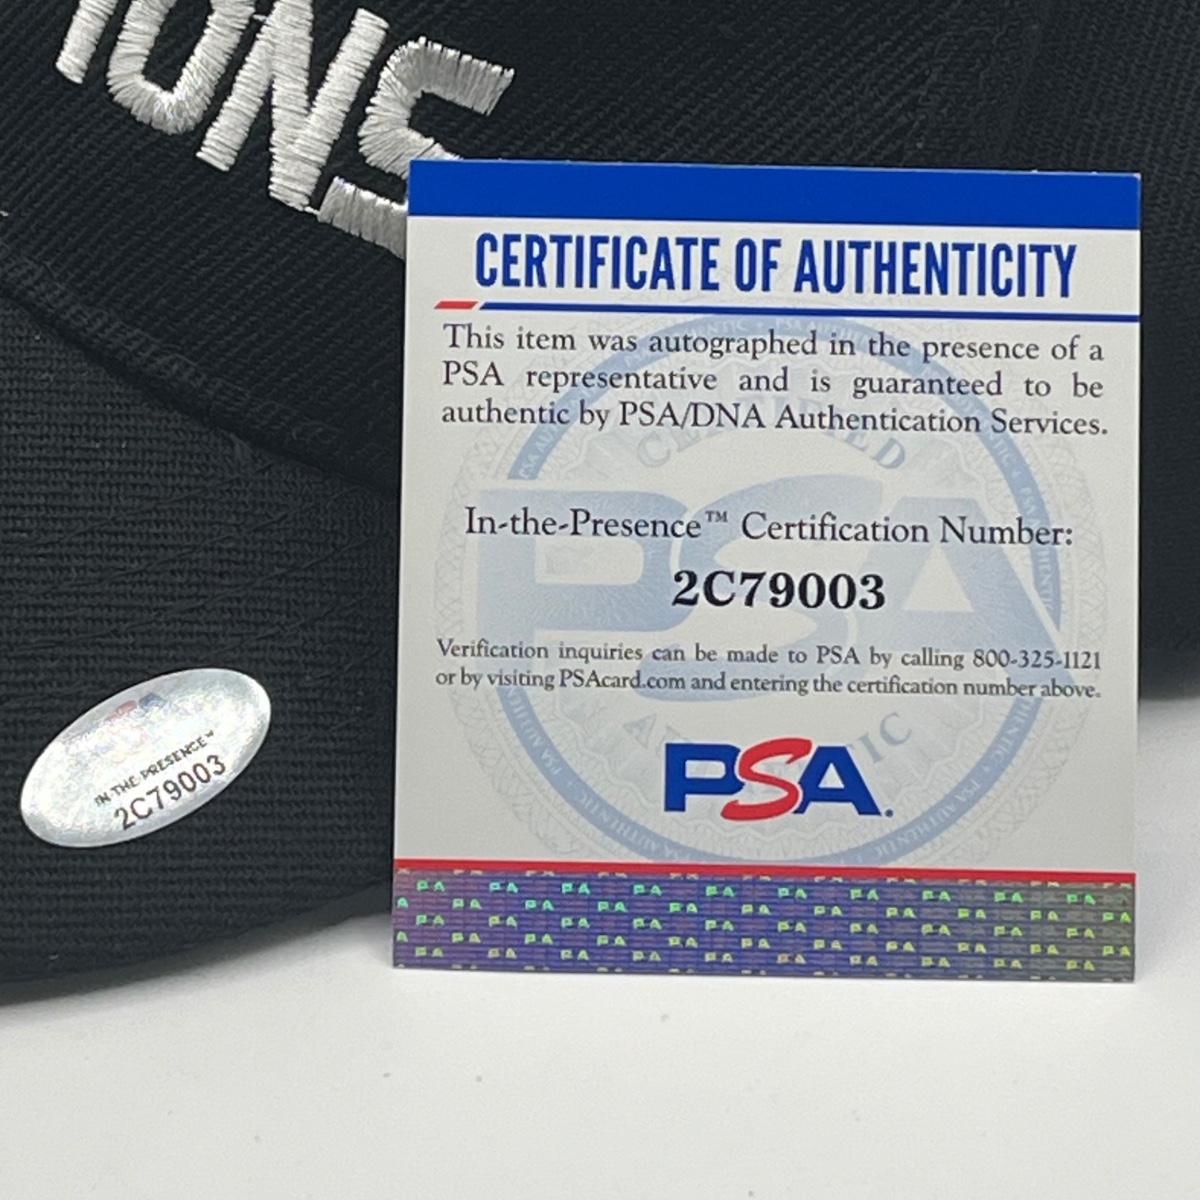 IONS
CERTIFICATE OF AUTHENTICITY
This item was autographed in the presence of a
PSA representative and is guaranteed to be
authentic by PSA/DNA Authentication Services.
In-the-Presence™ Certification Number:
2C79003
Verification inquiries can be made to PSA by calling 800-325-1121
or by visiting PSAcard.com and entering the certification number above.
PSA.
IN THE PRESENCE™
2C79003